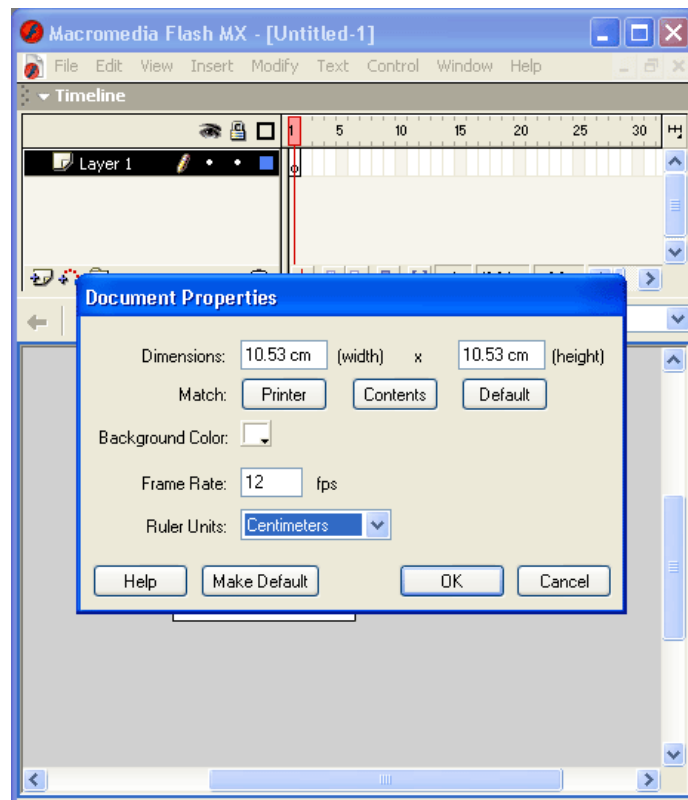 Macromedia Flash MX - [Untitled-1]
File Edit View Insert Modify Text Control Window Help
Timeline
1 5 10 15 20 25 30
Layer 1
Document Properties
Dimensions: 10.53 cm (width) x 10.53 cm (height)
Match: Printer Contents Default
Background Color:
Frame Rate: 12 fps
Ruler Units: Centimeters
Help Make Default OK Cancel